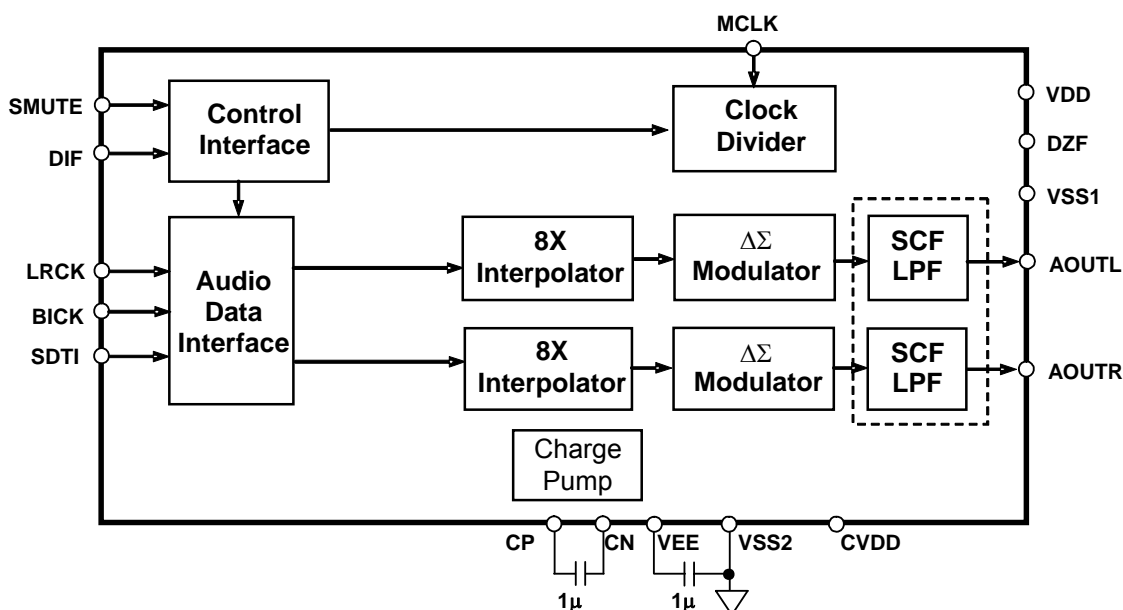 MCLK
SMUTE
DIF
Control
Interface
Clock
Divider
VDD
DZF
VSS1
LRCK
BICK
SDTI
Audio
Data
Interface
8X
Interpolator
ΔΣ
Modulator
SCF
LPF
AOUTL
8X
Interpolator
ΔΣ
Modulator
SCF
LPF
AOUTR
Charge
Pump
CP
CN
VEE
VSS2
CVDD
1μ
1μ